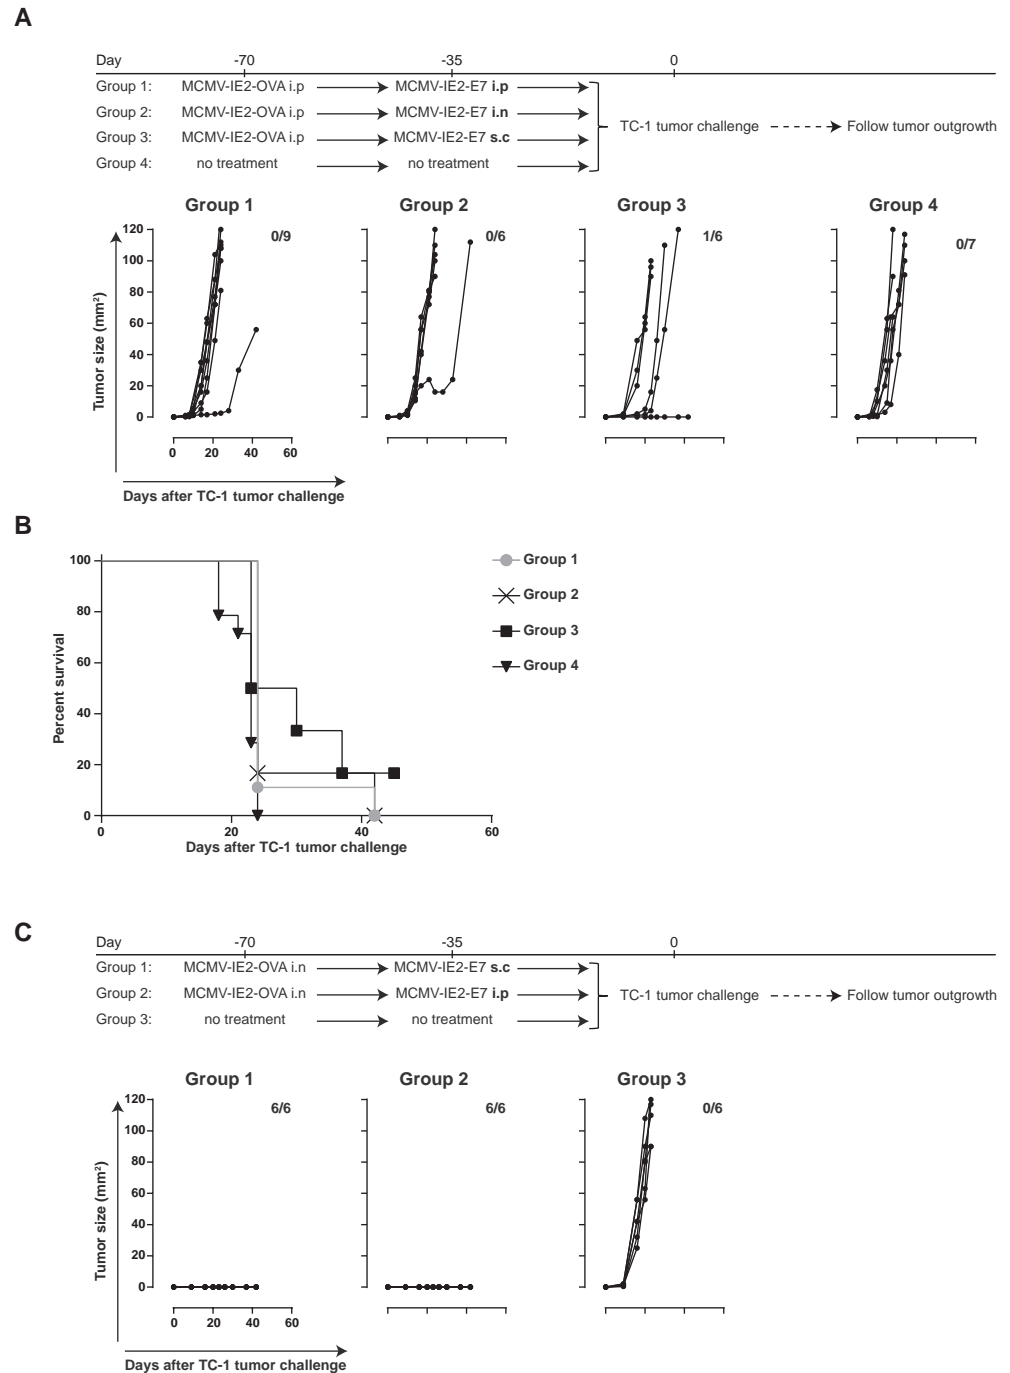 A
Day -70 -35 0
Group 1: MCMV-IE2-OVA i.p MCMV-IE2-E7 i.p
Group 2: MCMV-IE2-OVA i.p MCMV-IE2-E7 i.n
TC-1 tumor challenge Follow tumor outgrowth
Group 3: MCMV-IE2-OVA i.p MCMV-IE2-E7 s.c
Group 4: no treatment no treatment
Group 1 Group 2 Group 3 Group 4
0/9 0/6 1/6 0/7
120
100
80
60
40
20
0
Tumor size (mm²)
0 20 40 60
Days after TC-1 tumor challenge
B
100
80
60
40
20
0
Percent survival
0 20 40 60
Days after TC-1 tumor challenge
Group 1
Group 2
Group 3
Group 4
C
Day -70 -35 0
Group 1: MCMV-IE2-OVA i.n MCMV-IE2-E7 s.c
Group 2: MCMV-IE2-OVA i.n MCMV-IE2-E7 i.p TC-1 tumor challenge Follow tumor outgrowth
Group 3: no treatment no treatment
Group 1 Group 2 Group 3
6/6 6/6 0/6
120
100
80
60
40
20
0
Tumor size (mm²)
0 20 40 60
Days after TC-1 tumor challenge